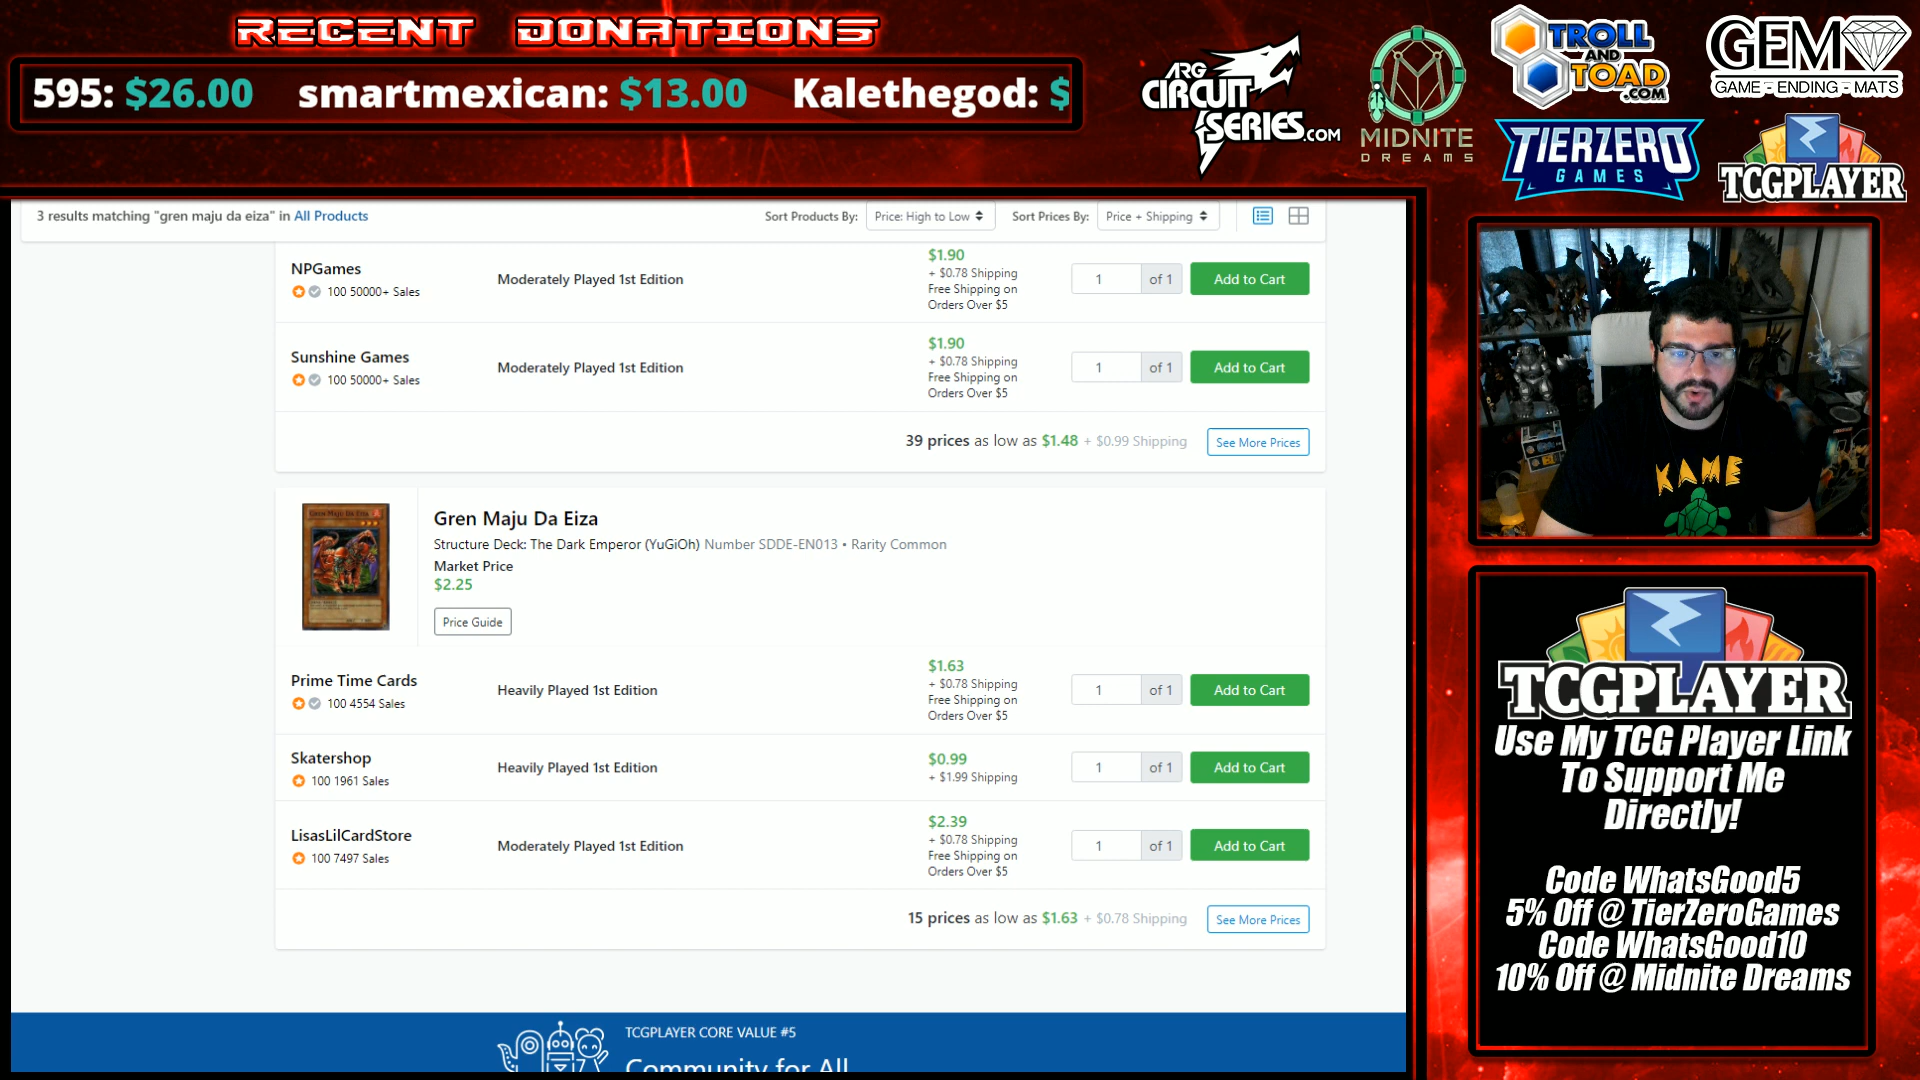 RECENT DONATIONS
595: $26.00 smartmexican: $13.00 Kalethegod: $
ARG
CIRCUIT
SERIES.COM
MIDNITE
DREAMS
TROLL
AND
TOAD
.COM
GEM
GAME - ENDING - MATS
TIERZERO
GAMES
TCGPLAYER
3 results matching "gren maju da eiza" in All Products
Sort Products By: Price: High to Low Sort Prices By: Price + Shipping
NPGames
100 50000+ Sales
Moderately Played 1st Edition
$1.90
+ $0.78 Shipping
Free Shipping on
Orders Over $5
1 of 1 Add to Cart
Sunshine Games
100 50000+ Sales
Moderately Played 1st Edition
$1.90
+ $0.78 Shipping
Free Shipping on
Orders Over $5
1 of 1 Add to Cart
39 prices as low as $1.48 + $0.99 Shipping See More Prices
Gren Maju Da Eiza
Gren Maju Da Eiza
Structure Deck: The Dark Emperor (YuGiOh) Number SDDE-EN013 • Rarity Common
Market Price
$2.25
Price Guide
Prime Time Cards
100 4554 Sales
Heavily Played 1st Edition
$1.63
+ $0.78 Shipping
Free Shipping on
Orders Over $5
1 of 1 Add to Cart
Skatershop
100 1961 Sales
Heavily Played 1st Edition
$0.99
+ $1.99 Shipping
1 of 1 Add to Cart
LisasLilCardStore
100 7497 Sales
Moderately Played 1st Edition
$2.39
+ $0.78 Shipping
Free Shipping on
Orders Over $5
1 of 1 Add to Cart
15 prices as low as $1.63 + $0.78 Shipping See More Prices
TCGPLAYER CORE VALUE #5
Community for All
KAME
TCGPLAYER
Use My TCG Player Link
To Support Me
Directly!
Code WhatsGood5
5% Off @ TierZeroGames
Code WhatsGood10
10% Off @ Midnite Dreams